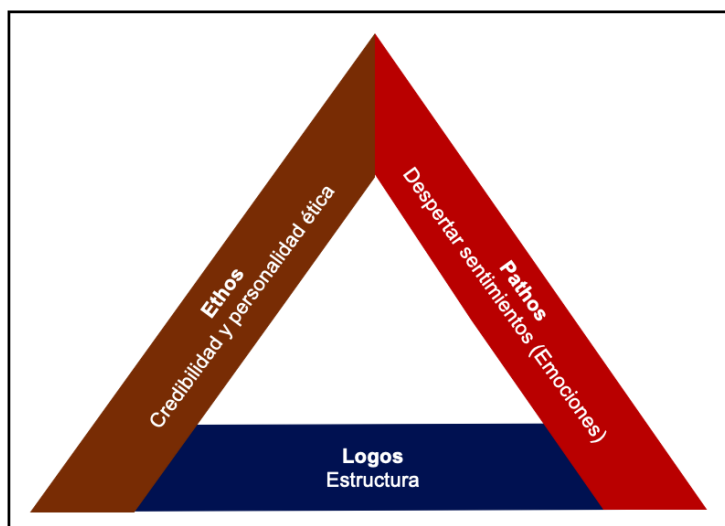 Ethos
Credibilidad y personalidad ética
Pathos
Despertar sentimientos (Emociones)
Logos
Estructura